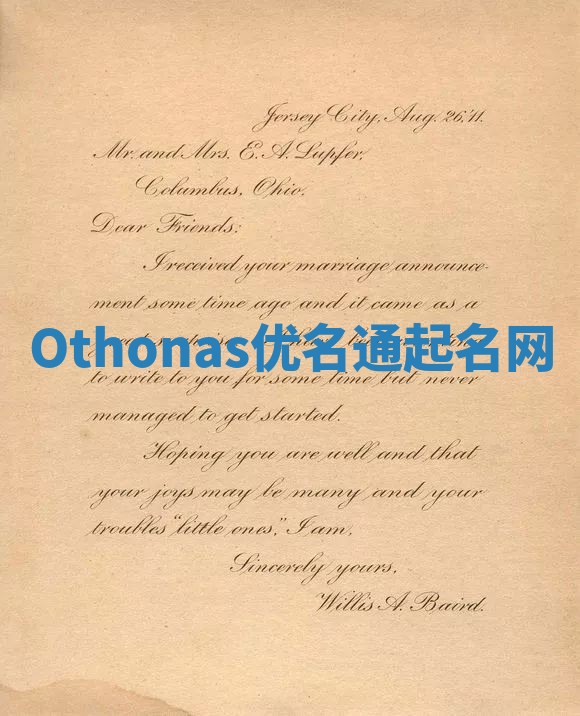 Jersey City, Aug. 26, '11.
Mr. and Mrs. E. A. Lupfer,
Columbus, Ohio.
Dear Friends:
I received your marriage announce-
ment some time ago and it came as a
Othonas优名通起名网
to write to you for some time but never
managed to get started.
Hoping you are well and that
your joys may be many and your
troubles "little ones," I am,
Sincerely yours,
Willis A. Baird.